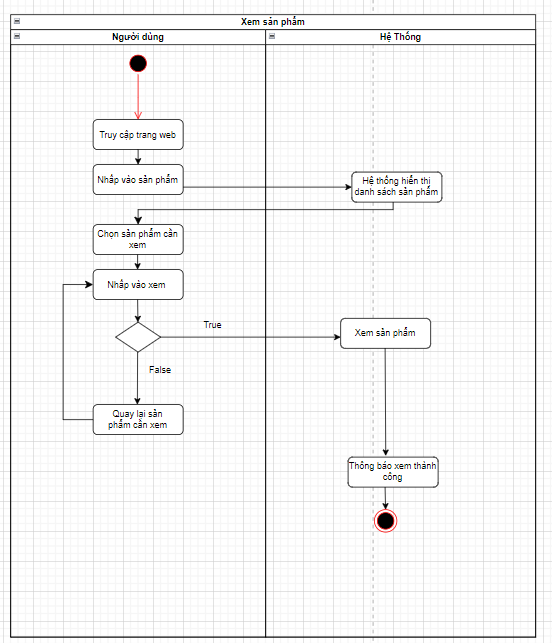 Xem sản phẩm
Người dùng
Hệ Thống
Truy cập trang web
Nhấp vào sản phẩm
Hệ thống hiển thị
danh sách sản phẩm
Chọn sản phẩm cần
xem
Nhấp vào xem
True
Xem sản phẩm
False
Quay lại sản
phẩm cần xem
Thông báo xem thành
công